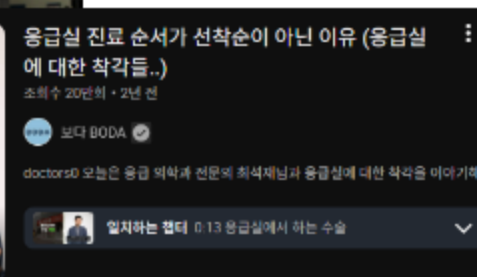 응급실 진료 순서가 선착순이 아닌 이유 (응급실
에 대한 착각들..)
조회수 20만회 • 2년 전
보다 BODA
doctors0 오늘은 응급 의학과 전문의 최석재님과 응급실에 대한 착각을 이야기해
일치하는 챕터 0:13 응급실에서 하는 수술